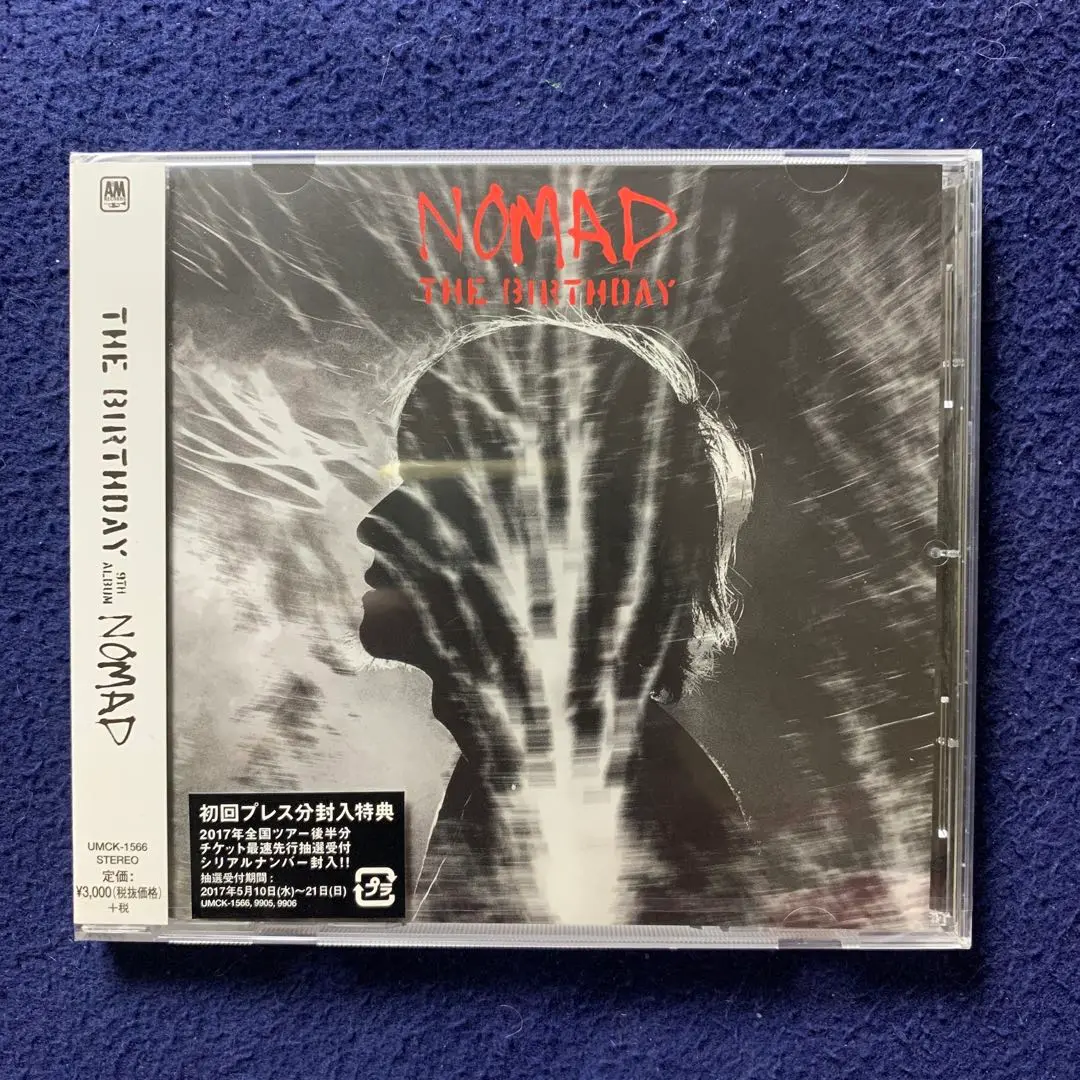 AM
RECORDS
THE BIRTHDAY
9TH
ALBUM
NOMAD
UMCK-1566
STEREO
定価:
¥3,000(税抜価格)
+税
NOMAD
THE BIRTHDAY
初回プレス分封入特典
2017年全国ツアー後半分
チケット最速先行抽選受付
シリアルナンバー封入!!
抽選受付期間:
2017年5月10日(水)～21日(日)
UMCK-1566, 9905, 9906
プラ